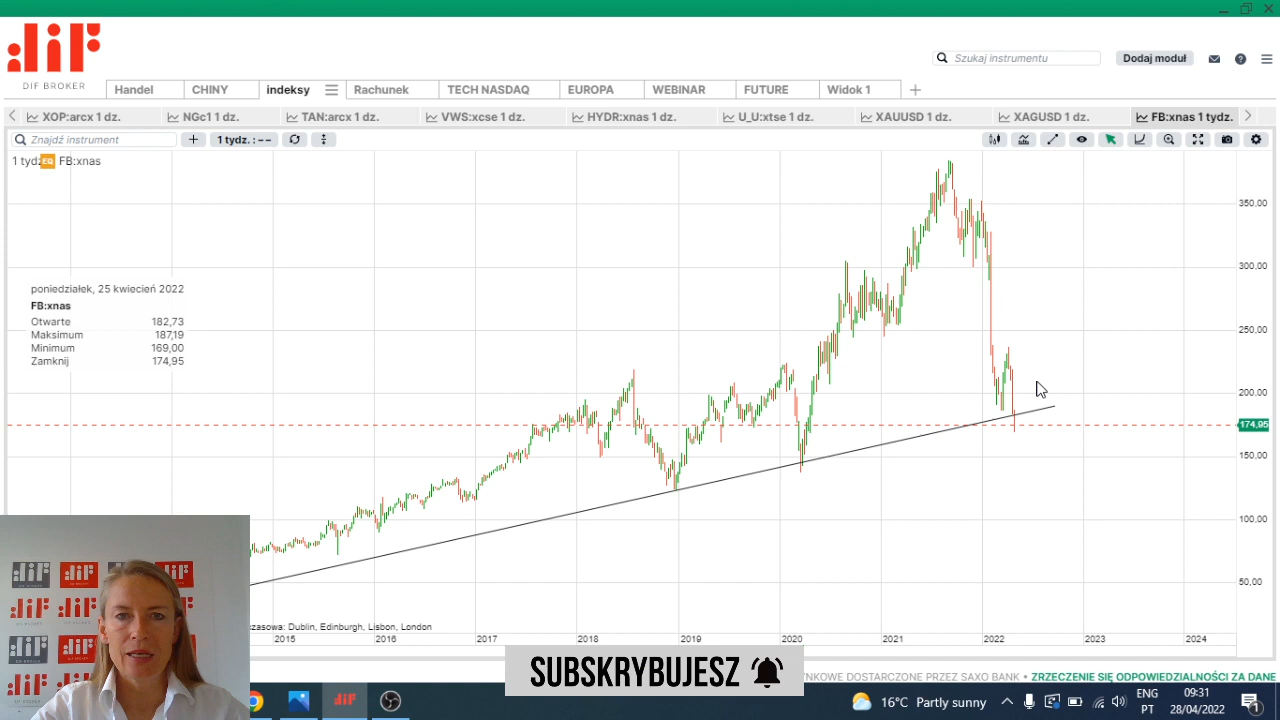 DIF BROKER
Szukaj instrumentu
Dodaj moduł
Handel
CHINY
indeksy
Rachunek
TECH NASDAQ
EUROPA
WEBINAR
FUTURE
Widok 1
XOP:arcx 1 dz.
NGc1 1 dz.
TAN:arcx 1 dz.
VWS:xcse 1 dz.
HYDR:xnas 1 dz.
U_U:xtse 1 dz.
XAUUSD 1 dz.
XAGUSD 1 dz.
FB:xnas 1 tydz.
Znajdź instrument
1 tydz. : – –
1 tydz EQ FB:xnas
poniedziałek, 25 kwiecień 2022
FB:xnas
Otwarte 182,73
Maksimum 187,19
Minimum 169,00
Zamknij 174,95
350,00
300,00
250,00
200,00
174,95
150,00
100,00
50,00
czasowa: Dublin, Edinburgh, Lisbon, London
2015
2016
2017
2018
2019
2020
2021
2022
2023
2024
SUBSKRYBUJESZ
YNKOWE DOSTARCZONE PRZEZ SAXO BANK • ZRZECZENIE SIĘ ODPOWIEDZIALNOŚCI ZA DANE
16°C Partly sunny
ENG
PT
09:31
28/04/2022
1